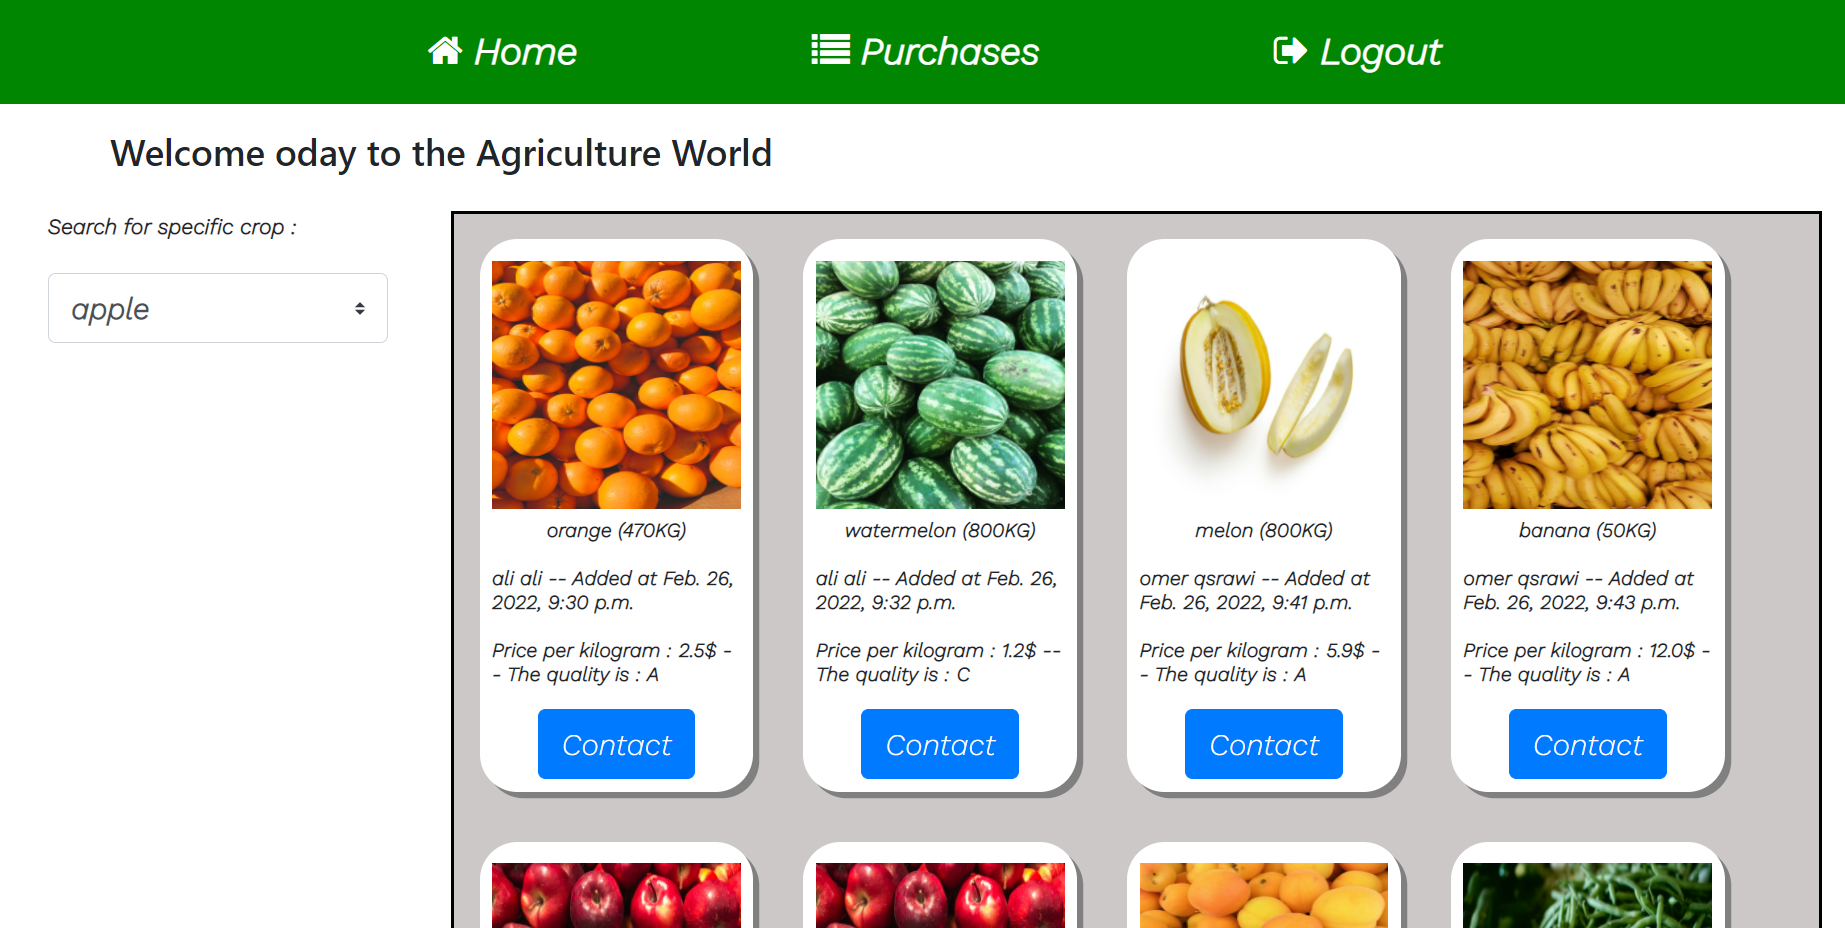 Home
Purchases
Logout
Welcome oday to the Agriculture World
Search for specific crop :
apple
orange (470KG)
ali ali -- Added at Feb. 26,
2022, 9:30 p.m.
Price per kilogram : 2.5$ -
- The quality is : A
Contact
watermelon (800KG)
ali ali -- Added at Feb. 26,
2022, 9:32 p.m.
Price per kilogram : 1.2$ --
The quality is : C
Contact
melon (800KG)
omer qsrawi -- Added at
Feb. 26, 2022, 9:41 p.m.
Price per kilogram : 5.9$ -
- The quality is : A
Contact
banana (50KG)
omer qsrawi -- Added at
Feb. 26, 2022, 9:43 p.m.
Price per kilogram : 12.0$ -
- The quality is : A
Contact